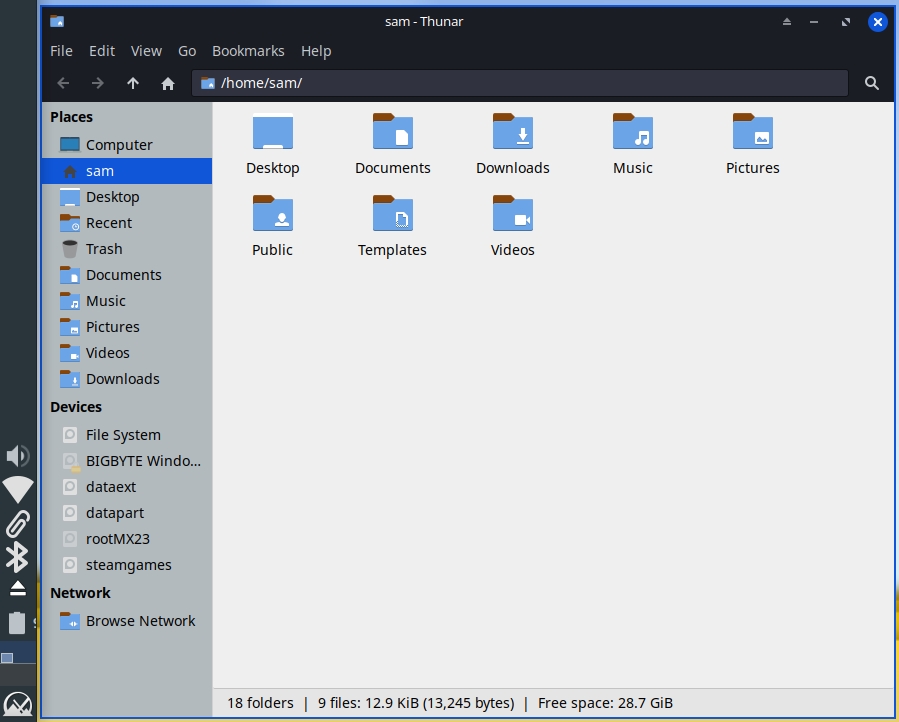 sam - Thunar
File Edit View Go Bookmarks Help
/home/sam/
Places
Computer
sam
Desktop
Recent
Trash
Documents
Music
Pictures
Videos
Downloads
Devices
File System
BIGBYTE Windo...
dataext
datapart
rootMX23
steamgames
Network
Browse Network
Desktop Documents Downloads Music Pictures
Public Templates Videos
18 folders | 9 files: 12.9 KiB (13,245 bytes) | Free space: 28.7 GiB